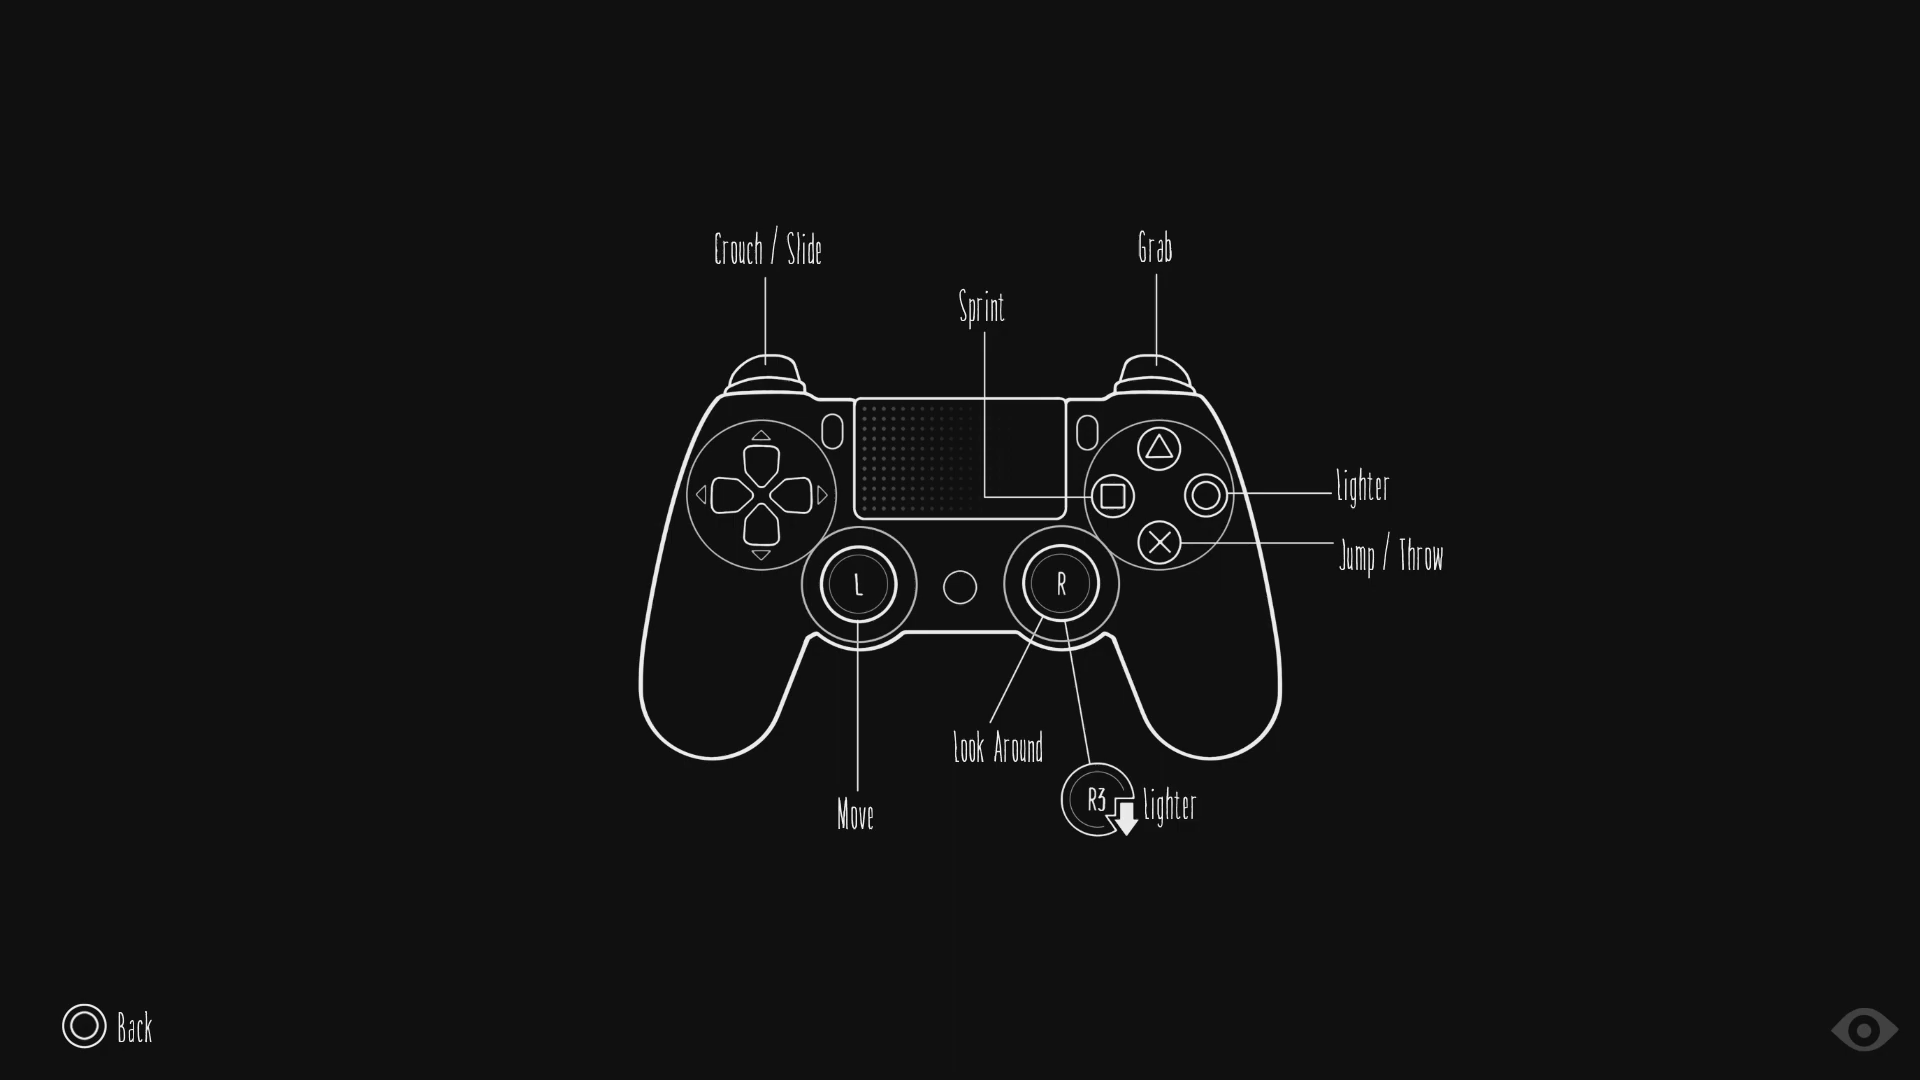 Crouch / Slide
Grab
Sprint
Lighter
Jump / Throw
L
R
Look Around
Move
R3
Lighter
Back